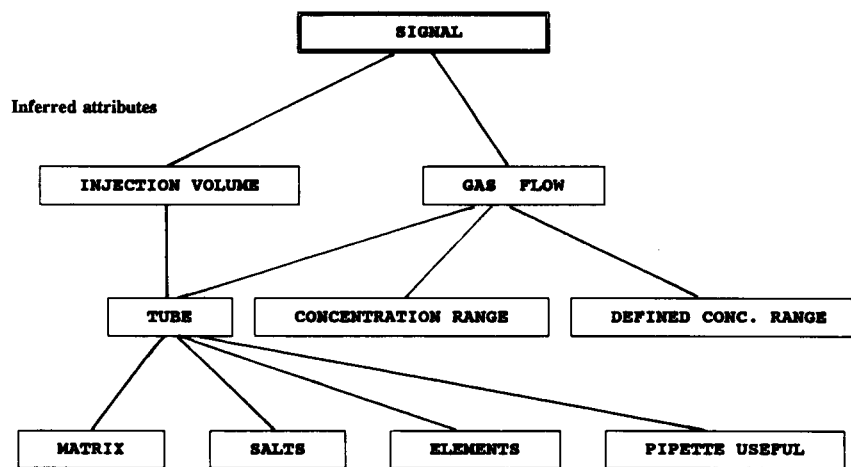 SIGNAL
Inferred attributes
INJECTION VOLUME
GAS FLOW
TUBE
CONCENTRATION RANGE
DEFINED CONC. RANGE
MATRIX
SALTS
ELEMENTS
PIPETTE USEFUL